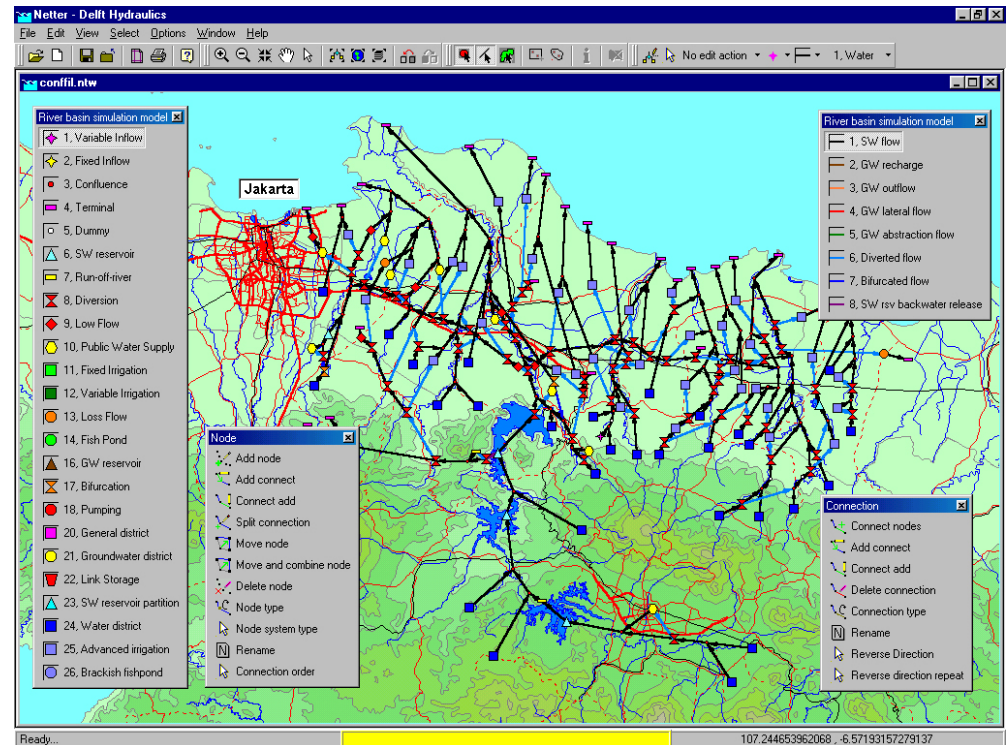 Netter - Delft Hydraulics
File Edit View Select Options Window Help
No edit action
1, Water
conffil.ntw
River basin simulation model
1, Variable Inflow
2, Fixed Inflow
3, Confluence
4, Terminal
5, Dummy
6, SW reservoir
7, Run-off-river
8, Diversion
9, Low Flow
10, Public Water Supply
11, Fixed Irrigation
12, Variable Irrigation
13, Loss Flow
14, Fish Pond
16, GW reservoir
17, Bifurcation
18, Pumping
20, General district
21, Groundwater district
22, Link Storage
23, SW reservoir partition
24, Water district
25, Advanced irrigation
26, Brackish fishpond
Jakarta
River basin simulation model
1, SW flow
2, GW recharge
3, GW outflow
4, GW lateral flow
5, GW abstraction flow
6, Diverted flow
7, Bifurcated flow
8, SW rsv backwater release
Node
Add node
Add connect
Connect add
Split connection
Move node
Move and combine node
Delete node
Node type
Node system type
N Rename
Connection order
Connection
Connect nodes
Add connect
Connect add
Delete connection
Connection type
N Rename
Reverse Direction
Reverse direction repeat
Ready...
107.244653962068 , -6.57193157279137